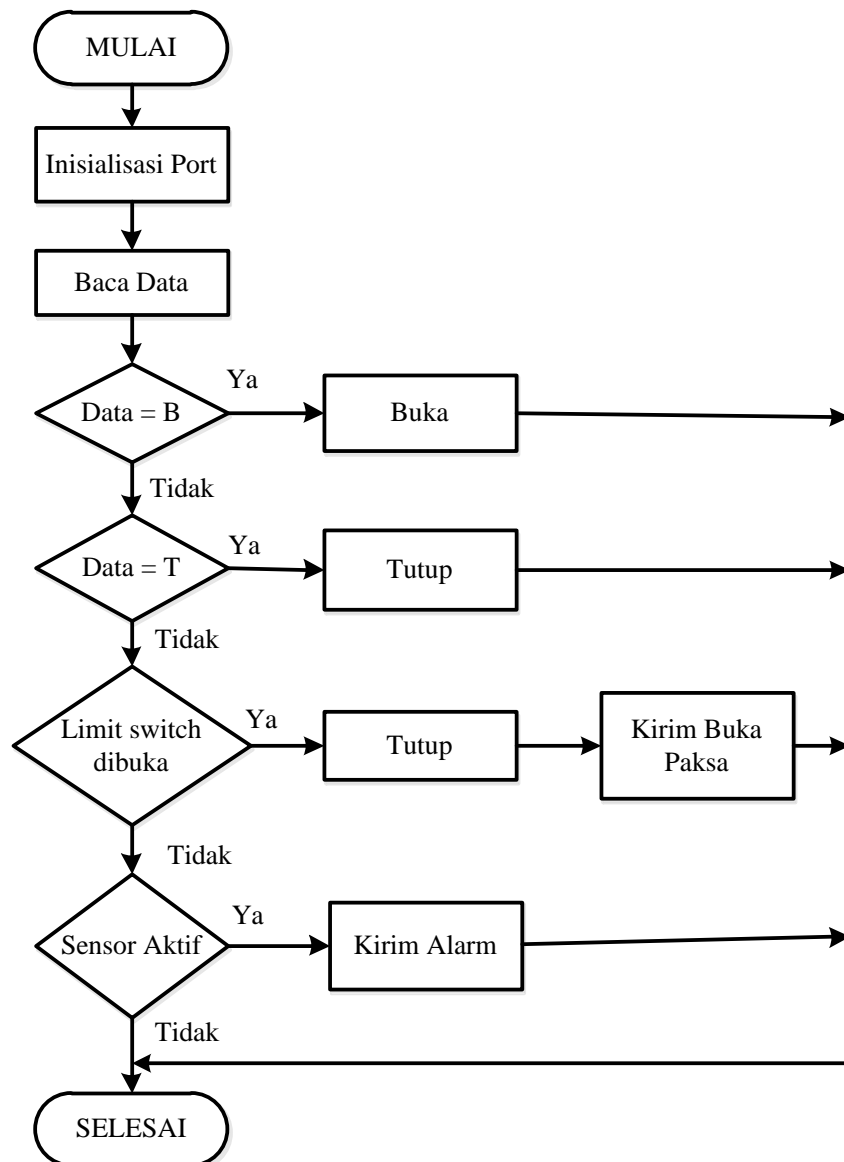 MULAI
Inisialisasi Port
Baca Data
Data = B
Ya
Buka
Tidak
Data = T
Ya
Tutup
Tidak
Limit switch
dibuka
Ya
Tutup
Kirim Buka
Paksa
Tidak
Sensor Aktif
Ya
Kirim Alarm
Tidak
SELESAI